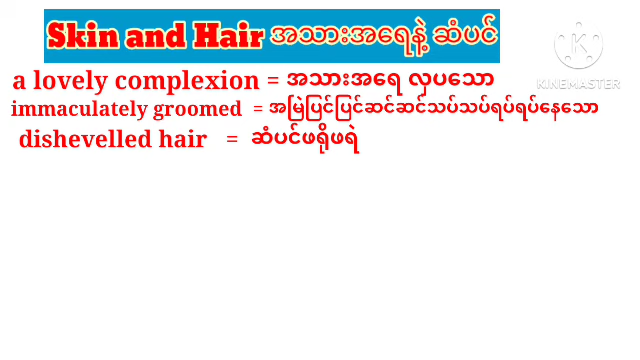 Skin and Hair အသားအရေနဲ့ ဆံပင်
KINEMASTER
a lovely complexion = အသားအရေ လှပသော
immaculately groomed = အမြဲပြင်ပြင်ဆင်ဆင်သပ်သပ်ရပ်ရပ်နေသော
dishevelled hair = ဆံပင်ဖရိုဖရဲ